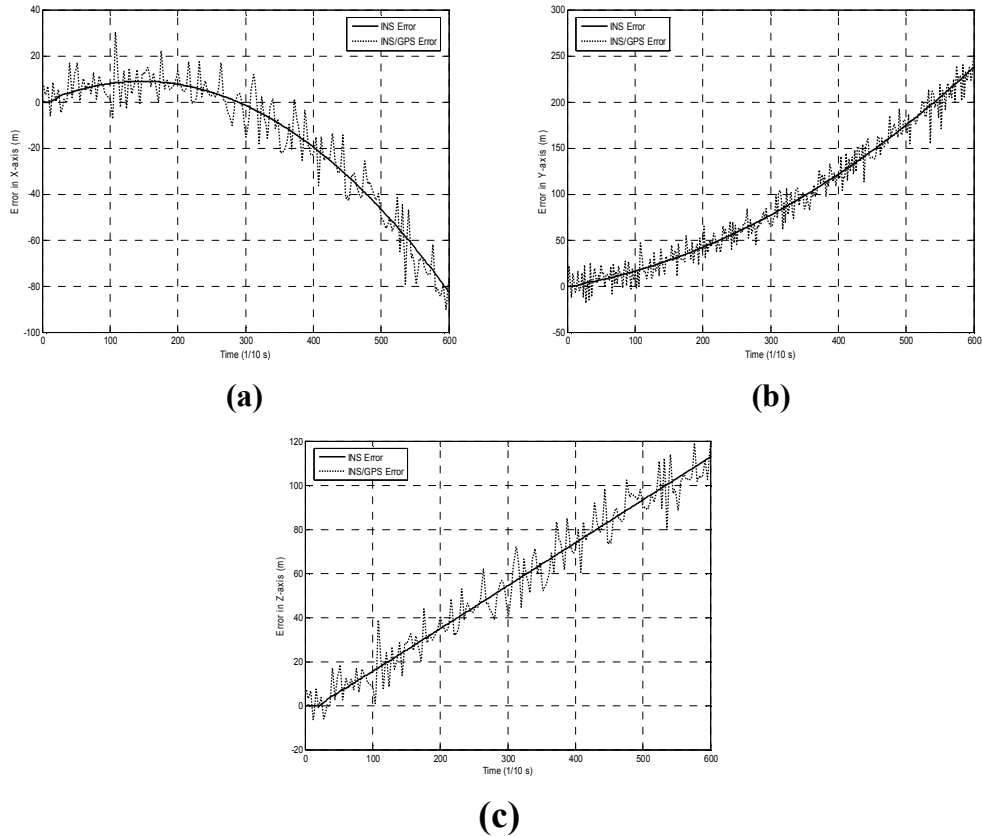 40
20
0
-20
-40
-60
-80
-100
Error in X-axis (m)
INS Error
INS/GPS Error
0 100 200 300 400 500 600
Time (1/10 s)
(a)
300
250
200
150
100
50
0
-50
Error in Y-axis (m)
INS Error
INS/GPS Error
0 100 200 300 400 500 600
Time (1/10 s)
(b)
120
100
80
60
40
20
0
-20
Error in Z-axis (m)
INS Error
INS/GPS Error
0 100 200 300 400 500 600
Time (1/10 s)
(c)